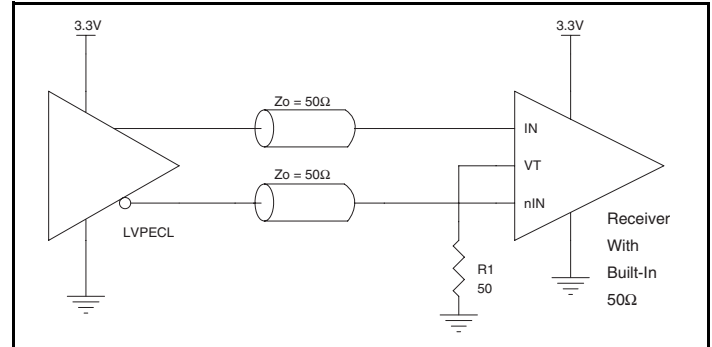 3.3V
3.3V
Zo = 50Ω
IN
VT
Zo = 50Ω
nIN
LVPECL
R1
50
Receiver
With
Built-In
50Ω